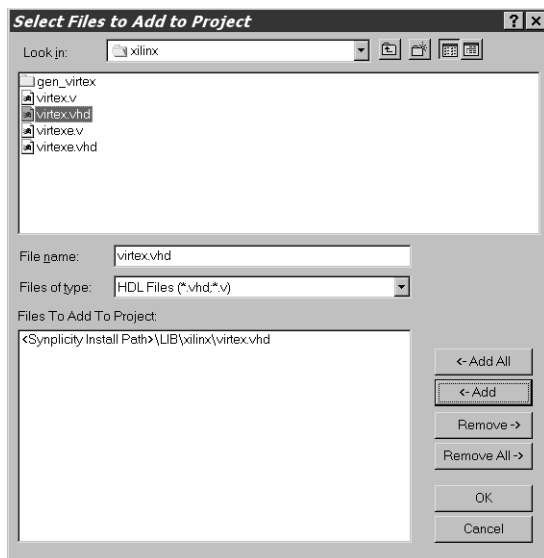 Select Files to Add to Project
Look in: xilinx
gen_virtex
virtex.v
virtex.vhd
virtexe.v
virtexe.vhd
File name: virtex.vhd
Files of type: HDL Files (*.vhd;*.v)
Files To Add To Project:
<Synplicity Install Path>\LIB\xilinx\virtex.vhd
<- Add All
<- Add
Remove ->
Remove All ->
OK
Cancel